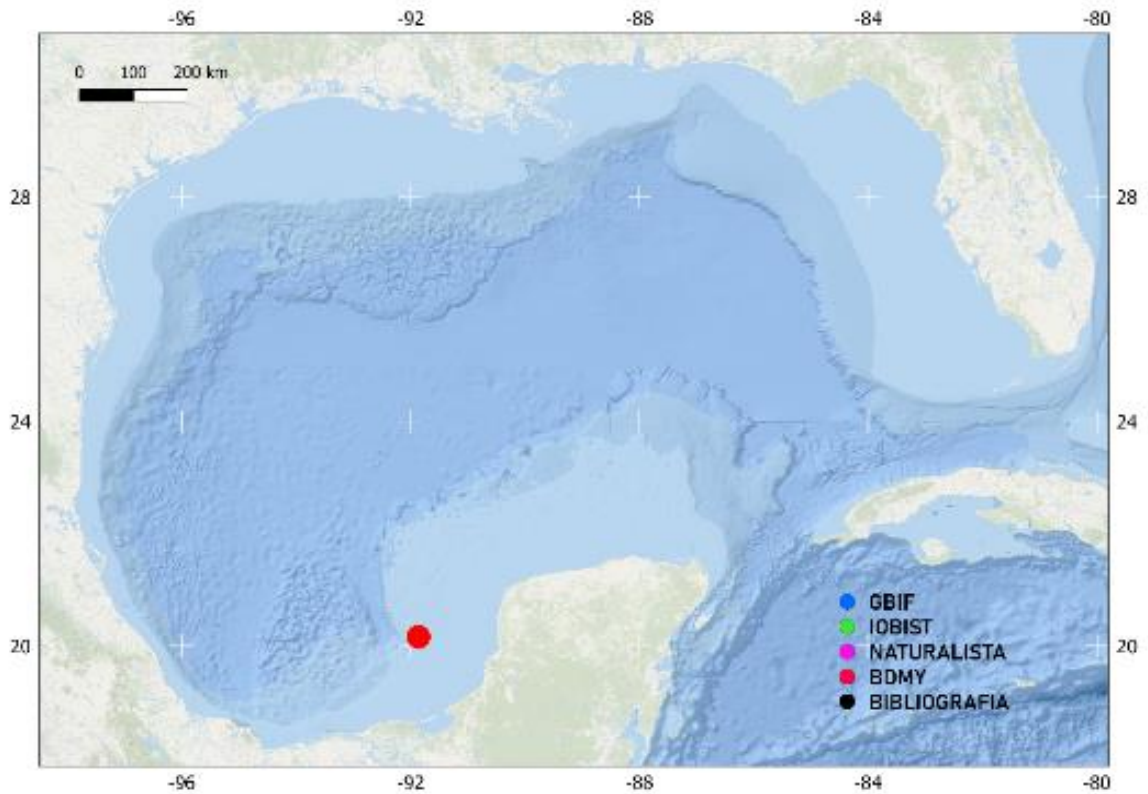 -96 -92 -88 -84 -80
0 100 200 km
28 28
24 24
GBIF
IOBIST
NATURALISTA
BDMY
BIBLIOGRAFIA
20 20
-96 -92 -88 -84 -80